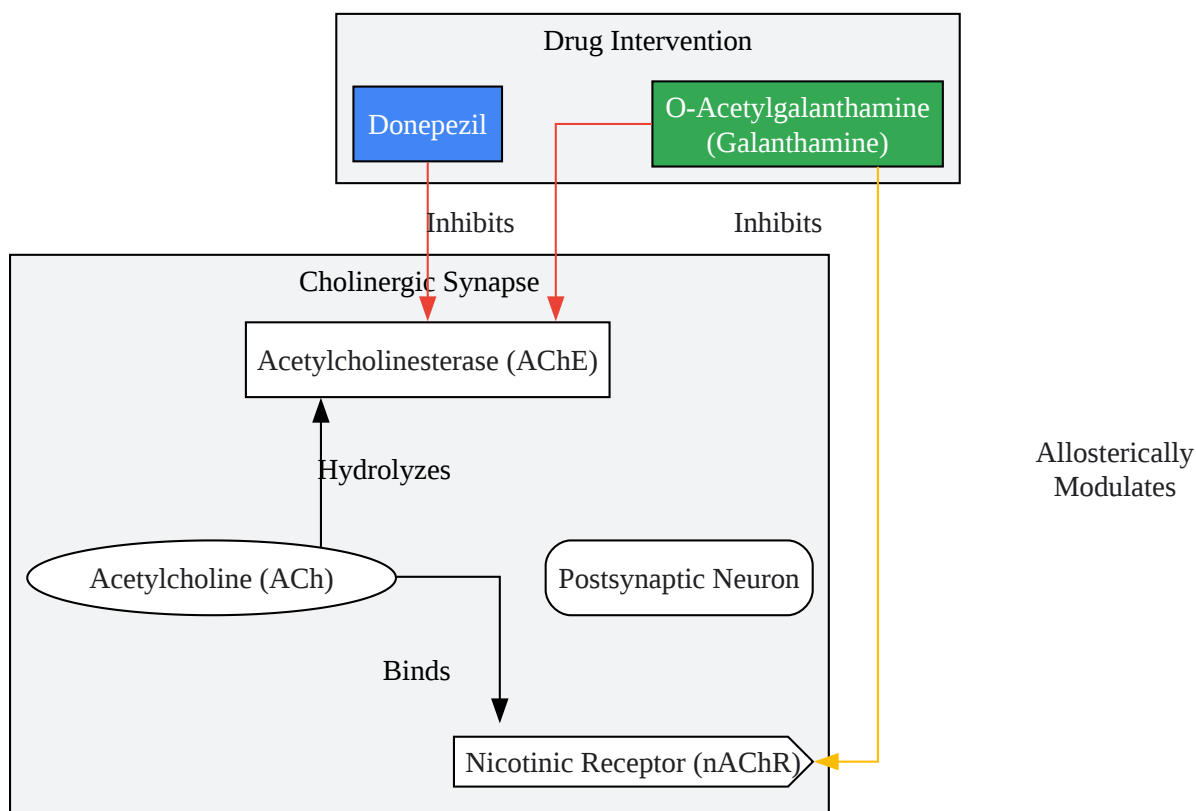 Drug Intervention
Donepezil
O-Acetylgalanthamine
(Galanthamine)
Inhibits
Inhibits
Cholinergic Synapse
Acetylcholinesterase (AChE)
Hydrolyzes
Allosterically
Modulates
Acetylcholine (ACh)
Postsynaptic Neuron
Binds
Nicotinic Receptor (nAChR)